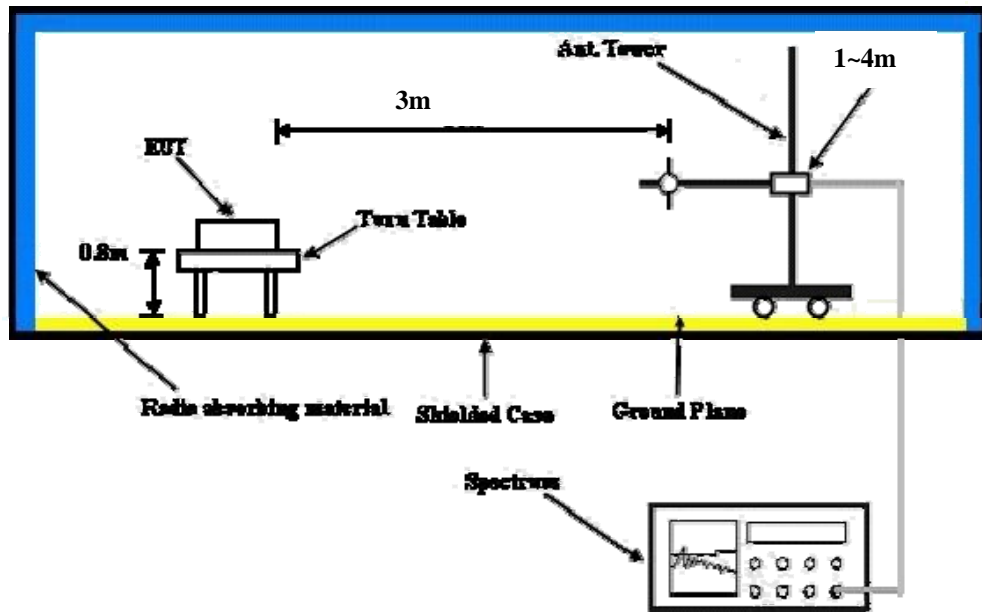 Ant. Tower
1~4m
3m
EUT
Turn Table
0.8m
Radio absorbing material
Shielded Case
Ground Plane
Spectrum